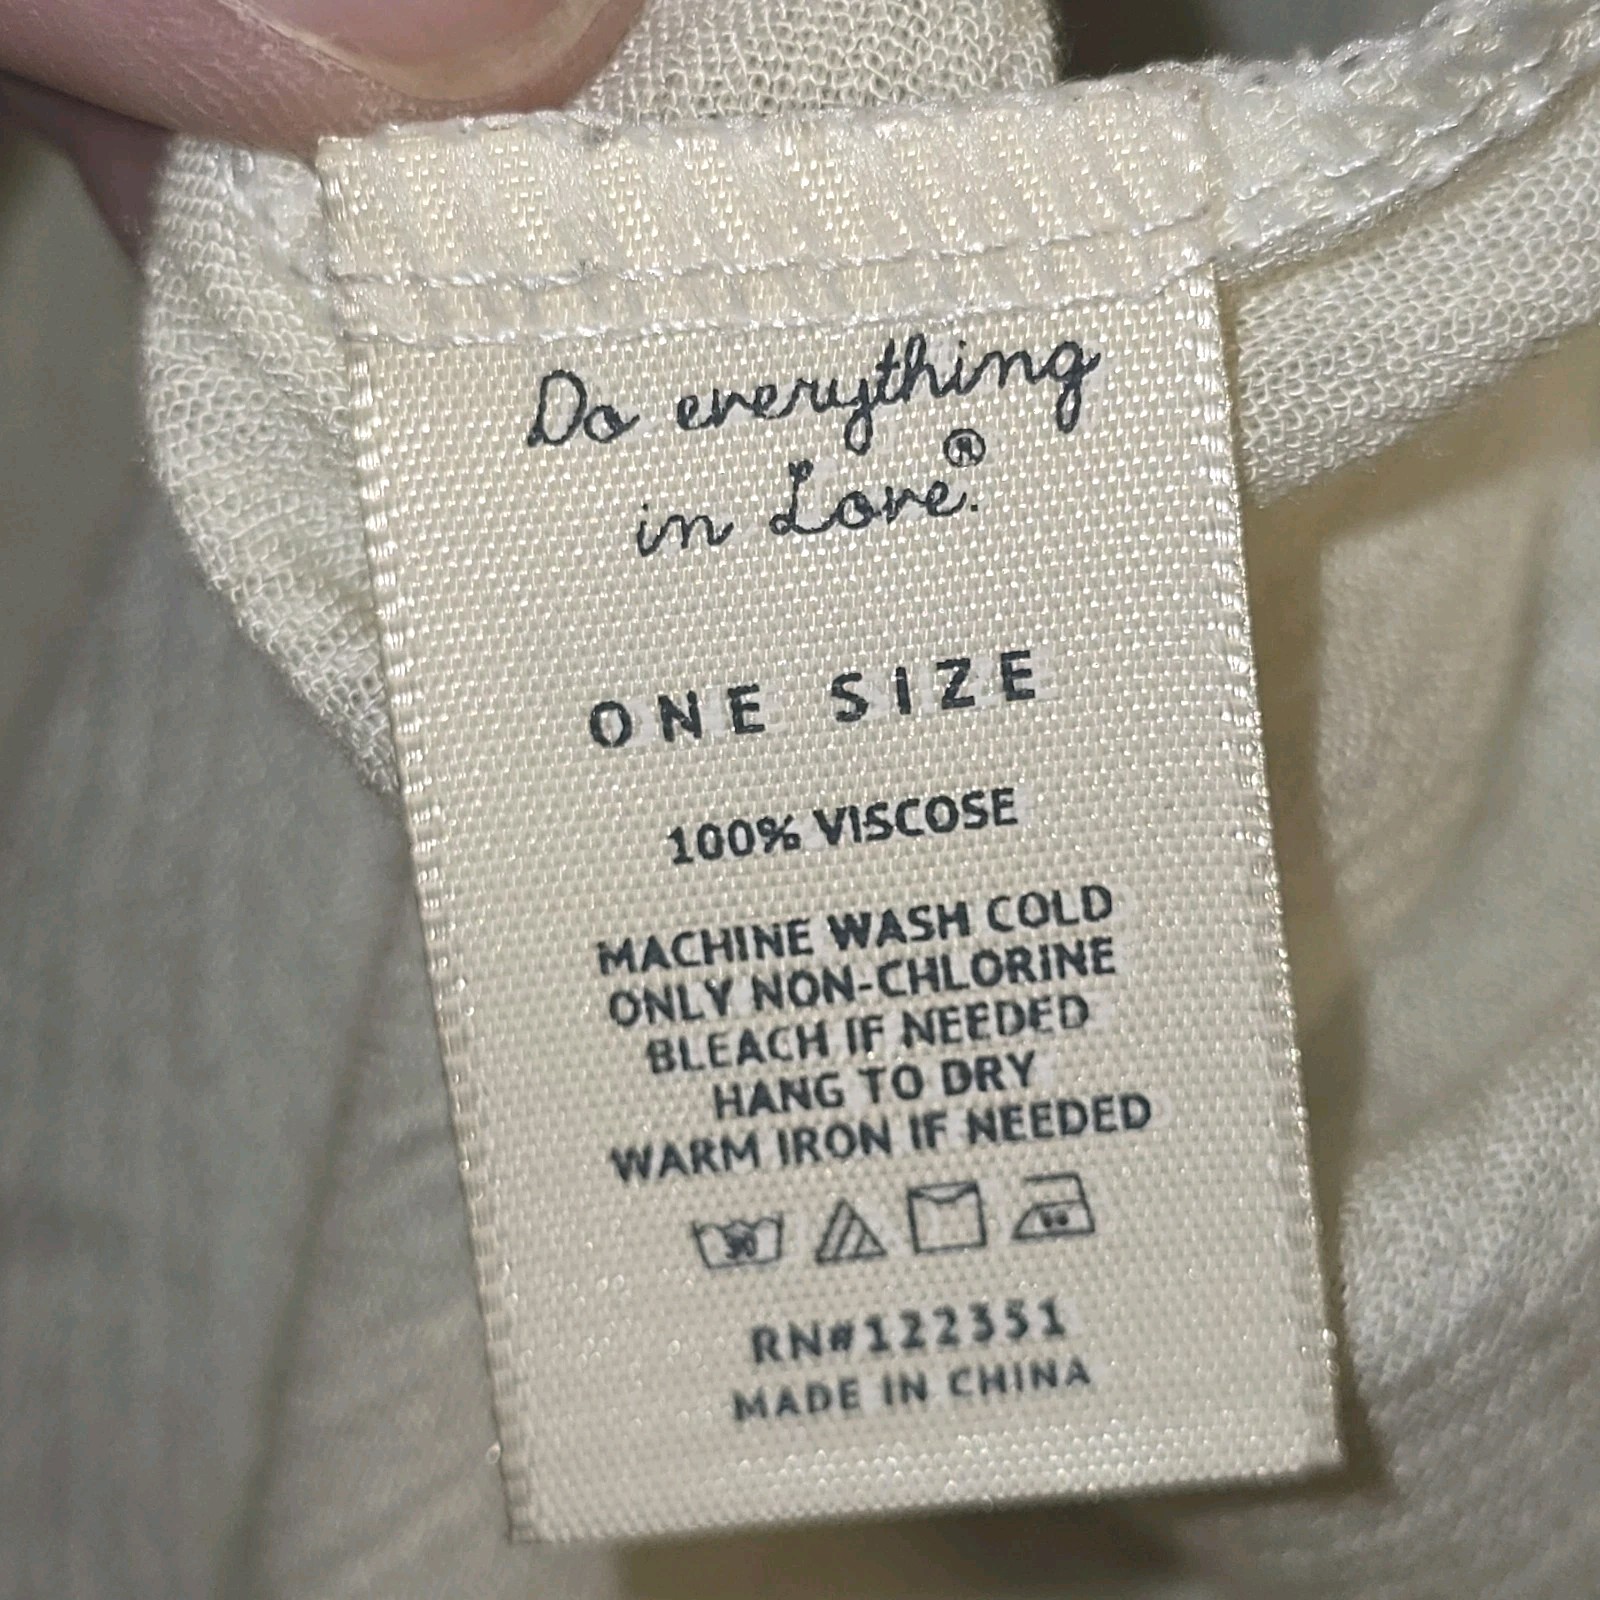 Do everything
in Love.®
ONE SIZE
100% VISCOSE
MACHINE WASH COLD
ONLY NON-CHLORINE
BLEACH IF NEEDED
HANG TO DRY
WARM IRON IF NEEDED
30
RN#122351
MADE IN CHINA